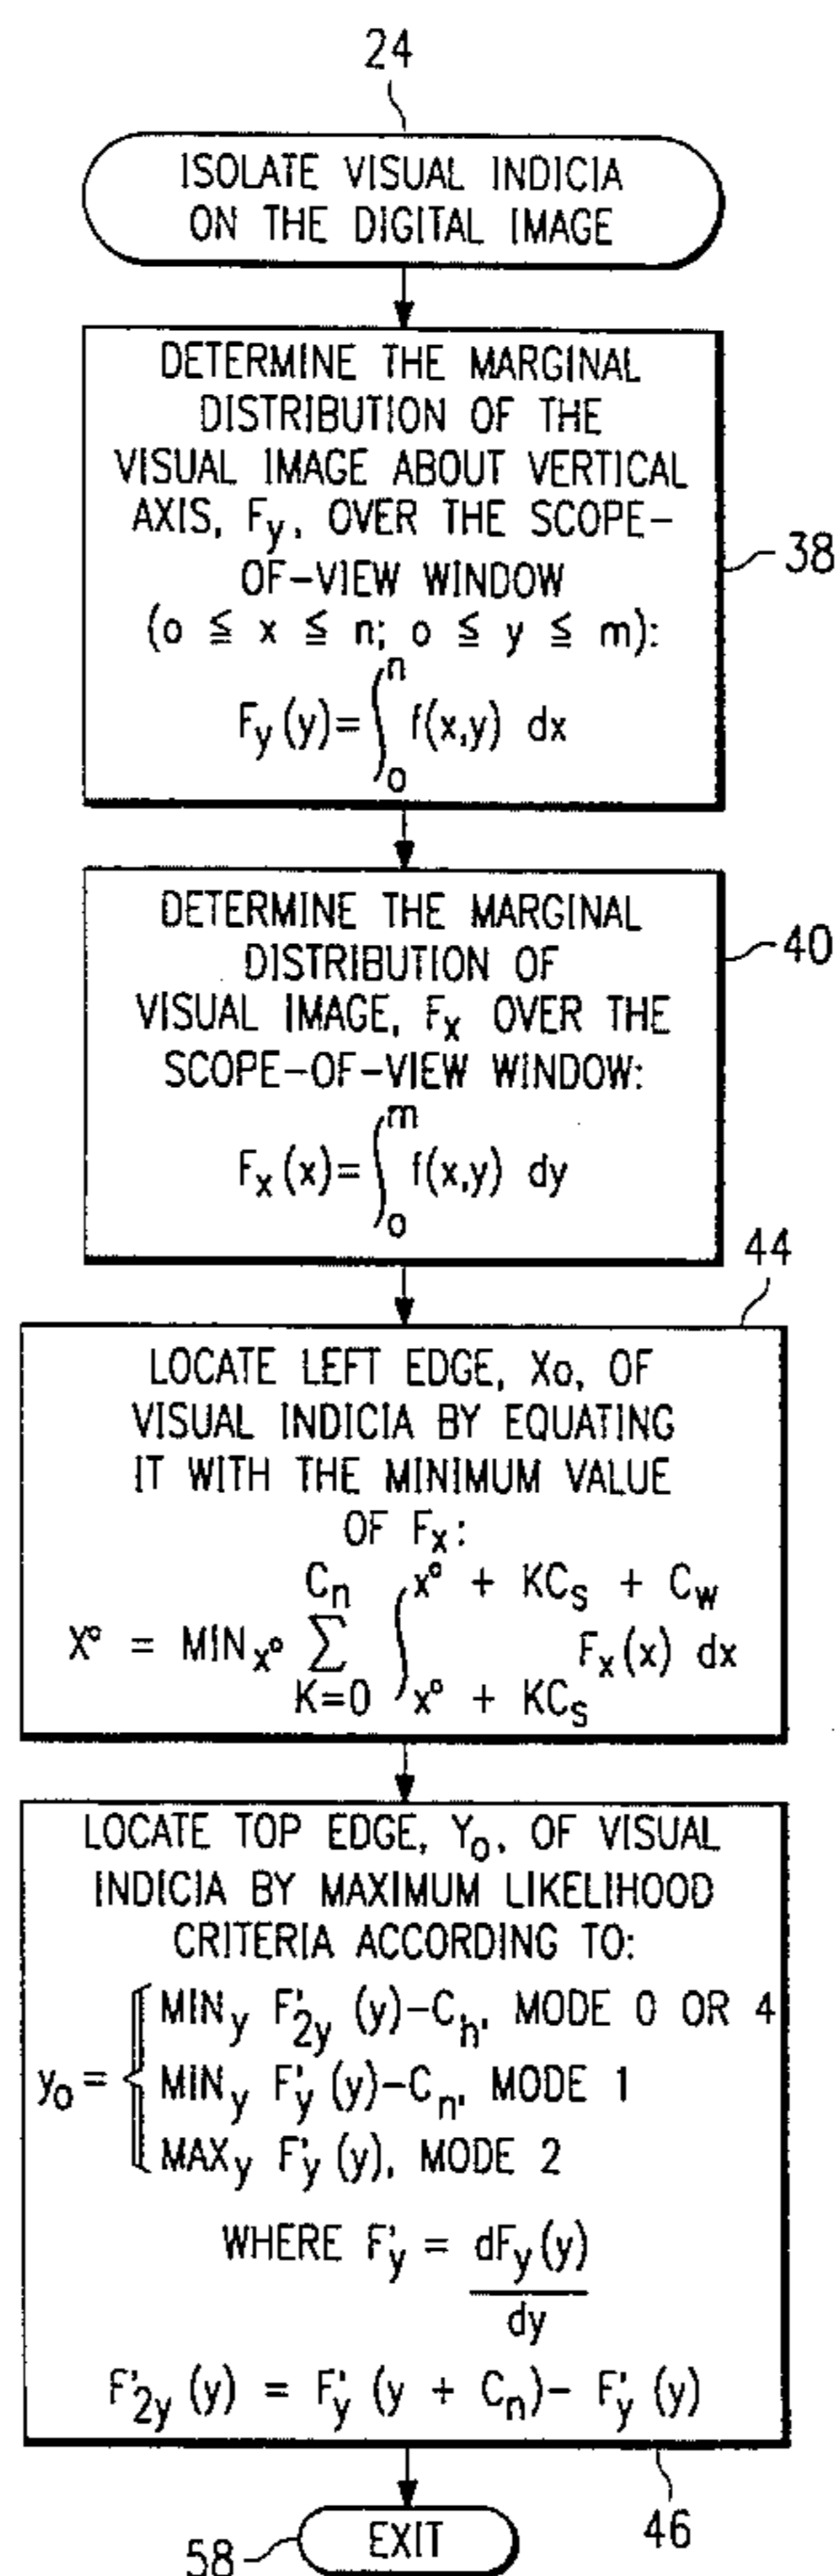 24
ISOLATE VISUAL INDICIA
ON THE DIGITAL IMAGE
DETERMINE THE MARGINAL
DISTRIBUTION OF THE
VISUAL IMAGE ABOUT VERTICAL
AXIS, Fy, OVER THE SCOPE-
OF-VIEW WINDOW
(o ≦ x ≦ n; o ≦ y ≦ m):
Fy(y)=∫₀ⁿ f(x,y) dx
38
DETERMINE THE MARGINAL
DISTRIBUTION OF
VISUAL IMAGE, Fx OVER THE
SCOPE-OF-VIEW WINDOW:
Fx(x)=∫₀ᵐ f(x,y) dy
40
44
LOCATE LEFT EDGE, Xo, OF
VISUAL INDICIA BY EQUATING
IT WITH THE MINIMUM VALUE
OF Fx:
Cn x° + KCs + Cw
X° = MINx° ∑ ∫ Fx(x) dx
K=0 x° + KCs
LOCATE TOP EDGE, Yo, OF VISUAL
INDICIA BY MAXIMUM LIKELIHOOD
CRITERIA ACCORDING TO:
MINy F'2y (y)-Ch, MODE 0 OR 4
yo = { MINy F'y (y)-Cn, MODE 1
MAXy F'y (y), MODE 2
WHERE F'y = dFy(y)
dy
F'2y (y) = F'y (y + Cn)- F'y (y)
46
EXIT
58